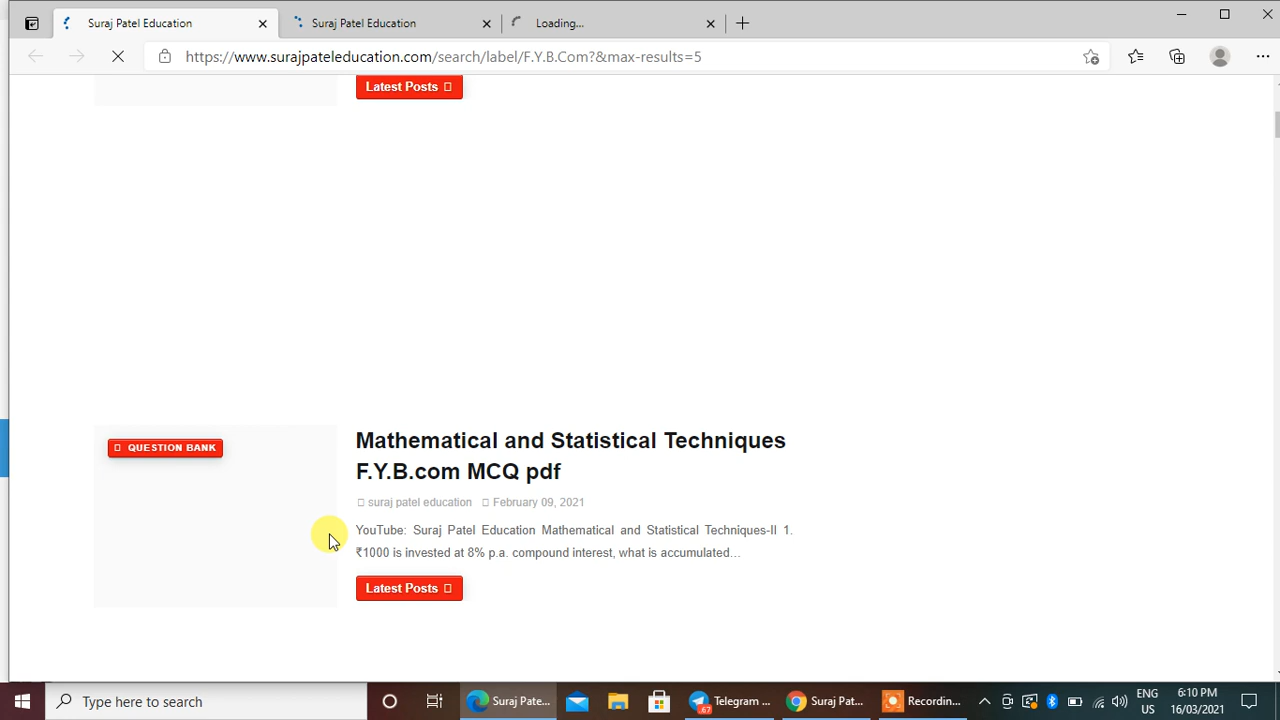 Suraj Patel Education
Suraj Patel Education
Loading...
https://www.surajpateleducation.com/search/label/F.Y.B.Com?&max-results=5
Latest Posts
QUESTION BANK
Mathematical and Statistical Techniques
F.Y.B.com MCQ pdf
suraj patel education February 09, 2021
YouTube: Suraj Patel Education Mathematical and Statistical Techniques-II 1.
₹1000 is invested at 8% p.a. compound interest, what is accumulated...
Latest Posts
Type here to search
Suraj Pate...
Telegram ...
67
Suraj Pat...
Recordin...
ENG
US
6:10 PM
16/03/2021